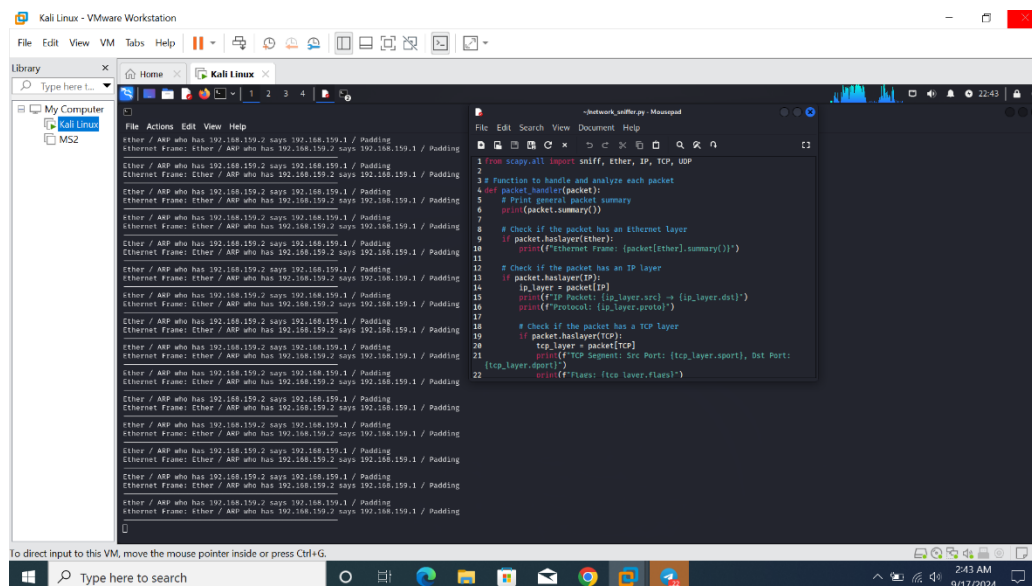 Kali Linux - VMware Workstation
File Edit View VM Tabs Help
Library
Type here t...
My Computer
Kali Linux
MS2
Home
Kali Linux
1 2 3 4
22:43
File Actions Edit View Help
Ether / ARP who has 192.168.159.2 says 192.168.159.1 / Padding
Ethernet Frame: Ether / ARP who has 192.168.159.2 says 192.168.159.1 / Padding
Ether / ARP who has 192.168.159.2 says 192.168.159.1 / Padding
Ethernet Frame: Ether / ARP who has 192.168.159.2 says 192.168.159.1 / Padding
Ether / ARP who has 192.168.159.2 says 192.168.159.1 / Padding
Ethernet Frame: Ether / ARP who has 192.168.159.2 says 192.168.159.1 / Padding
Ether / ARP who has 192.168.159.2 says 192.168.159.1 / Padding
Ethernet Frame: Ether / ARP who has 192.168.159.2 says 192.168.159.1 / Padding
Ether / ARP who has 192.168.159.2 says 192.168.159.1 / Padding
Ethernet Frame: Ether / ARP who has 192.168.159.2 says 192.168.159.1 / Padding
Ether / ARP who has 192.168.159.2 says 192.168.159.1 / Padding
Ethernet Frame: Ether / ARP who has 192.168.159.2 says 192.168.159.1 / Padding
Ether / ARP who has 192.168.159.2 says 192.168.159.1 / Padding
Ethernet Frame: Ether / ARP who has 192.168.159.2 says 192.168.159.1 / Padding
Ether / ARP who has 192.168.159.2 says 192.168.159.1 / Padding
Ethernet Frame: Ether / ARP who has 192.168.159.2 says 192.168.159.1 / Padding
Ether / ARP who has 192.168.159.2 says 192.168.159.1 / Padding
Ethernet Frame: Ether / ARP who has 192.168.159.2 says 192.168.159.1 / Padding
Ether / ARP who has 192.168.159.2 says 192.168.159.1 / Padding
Ethernet Frame: Ether / ARP who has 192.168.159.2 says 192.168.159.1 / Padding
Ether / ARP who has 192.168.159.2 says 192.168.159.1 / Padding
Ethernet Frame: Ether / ARP who has 192.168.159.2 says 192.168.159.1 / Padding
Ether / ARP who has 192.168.159.2 says 192.168.159.1 / Padding
Ethernet Frame: Ether / ARP who has 192.168.159.2 says 192.168.159.1 / Padding
Ether / ARP who has 192.168.159.2 says 192.168.159.1 / Padding
Ethernet Frame: Ether / ARP who has 192.168.159.2 says 192.168.159.1 / Padding
Ether / ARP who has 192.168.159.2 says 192.168.159.1 / Padding
Ethernet Frame: Ether / ARP who has 192.168.159.2 says 192.168.159.1 / Padding
Ether / ARP who has 192.168.159.2 says 192.168.159.1 / Padding
Ethernet Frame: Ether / ARP who has 192.168.159.2 says 192.168.159.1 / Padding
~/network_sniffer.py - Mousepad
File Edit Search View Document Help
1 from scapy.all import sniff, Ether, IP, TCP, UDP
2
3 # Function to handle and analyze each packet
4 def packet_handler(packet):
5 # Print general packet summary
6 print(packet.summary())
7
8 # Check if the packet has an Ethernet layer
9 if packet.haslayer(Ether):
10 print(f"Ethernet Frame: {packet[Ether].summary()}")
11
12 # Check if the packet has an IP layer
13 if packet.haslayer(IP):
14 ip_layer = packet[IP]
15 print(f"IP Packet: {ip_layer.src} → {ip_layer.dst}")
16 print(f"Protocol: {ip_layer.proto}")
17
18 # Check if the packet has a TCP layer
19 if packet.haslayer(TCP):
20 tcp_layer = packet[TCP]
21 print(f"TCP Segment: Src Port: {tcp_layer.sport}, Dst Port:
{tcp_layer.dport}")
22 print(f"Flags: {tcp_layer.flags}")
To direct input to this VM, move the mouse pointer inside or press Ctrl+G.
Type here to search
2:43 AM
9/17/2024